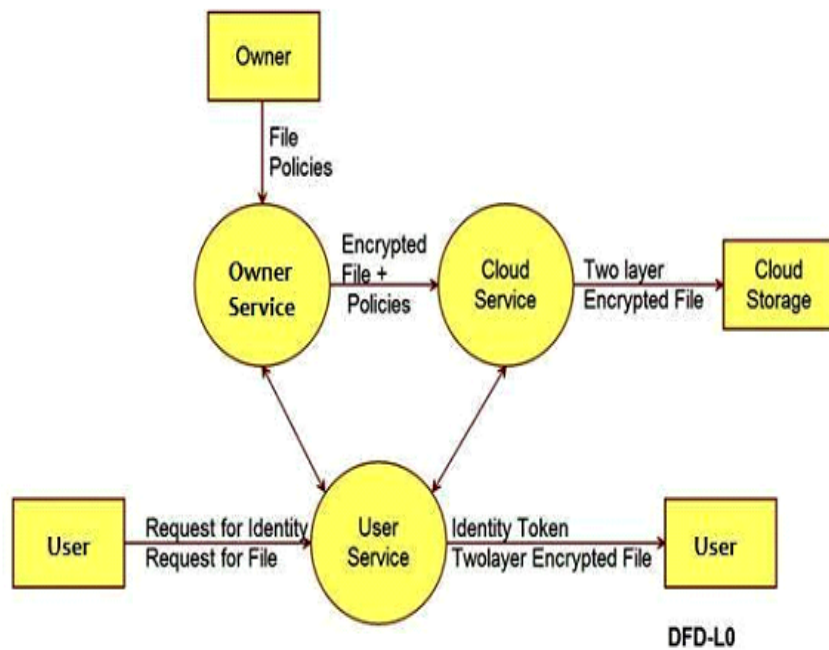 Owner
File
Policies
Owner
Service
Encrypted
File +
Policies
Cloud
Service
Two layer
Encrypted File
Cloud
Storage
User
Request for Identity
Request for File
User
Service
Identity Token
Twolayer Encrypted File
User
DFD-L0